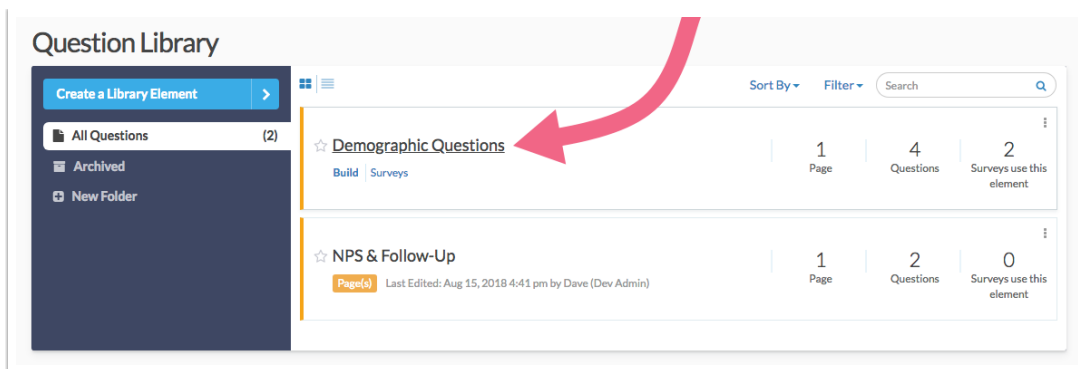 Question Library
Create a Library Element
All Questions (2)
Archived
New Folder
Sort By Filter Search
Demographic Questions
Build Surveys
1 4 2
Page Questions Surveys use this
element
NPS & Follow-Up
Page(s) Last Edited: Aug 15, 2018 4:41 pm by Dave (Dev Admin)
1 2 0
Page Questions Surveys use this
element